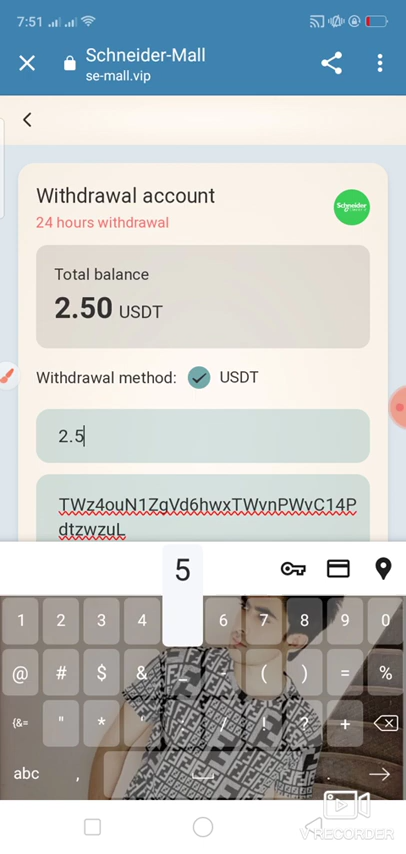 7:51
Schneider-Mall
se-mall.vip
Withdrawal account
24 hours withdrawal
Schneider
Total balance
2.50 USDT
Withdrawal method: USDT
2.5
TWz4ouN1ZgVd6hwxTWvnPWvC14P
dtzwzuL
5
1 2 3 4 6 7 8 9 0
@ # $ & _ - ( ) = %
{&= " * ' : / ! ? +
abc , .
V RECORDER